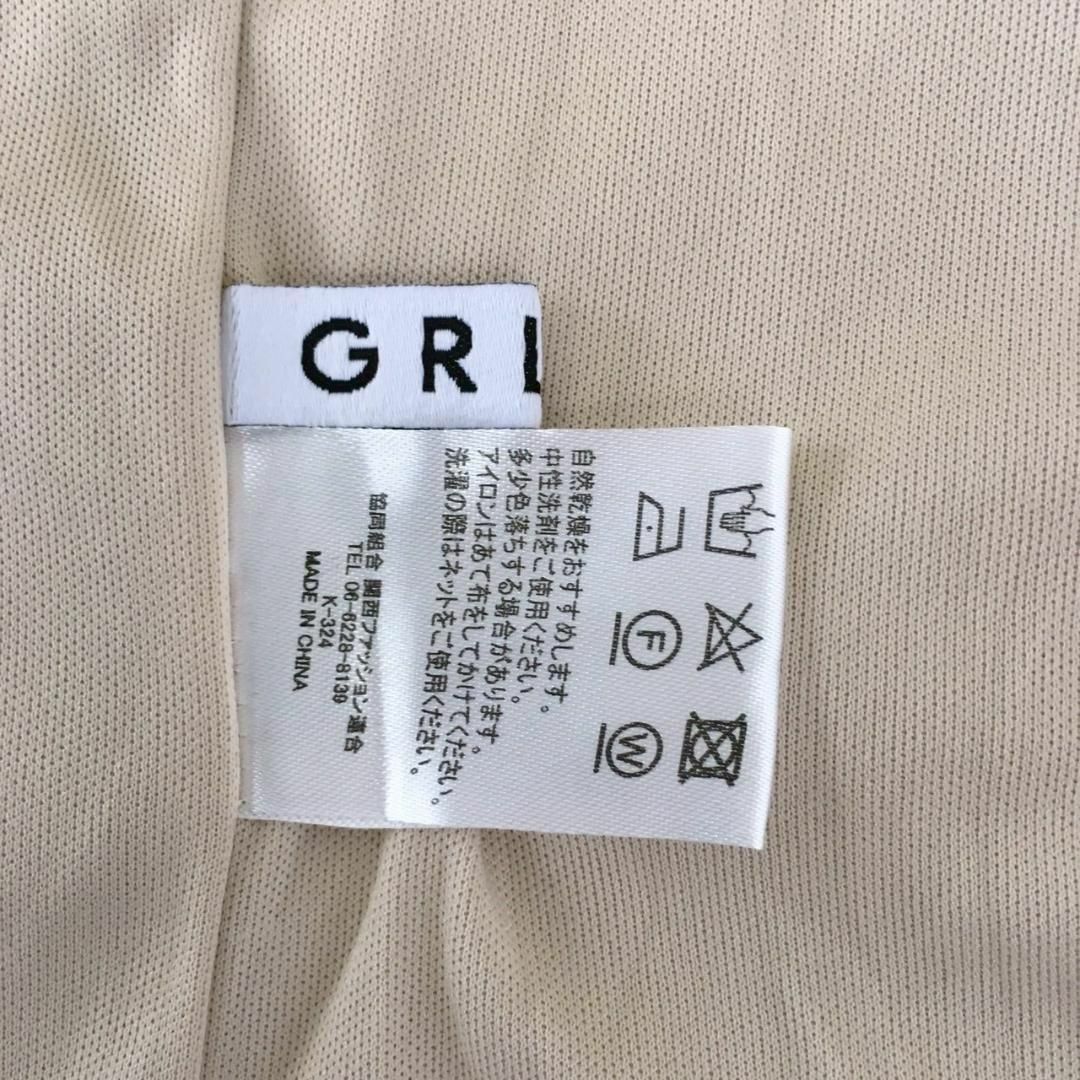 GRL
F
W
自然乾燥をおすすめします。
中性洗剤をご使用ください。
多少色落ちする場合があります。
アイロンはあて布をしてかけてください。
洗濯の際はネットをご使用ください。
協同組合 関西ファッション連合
TEL 06-6228-8139
K-324
MADE IN CHINA